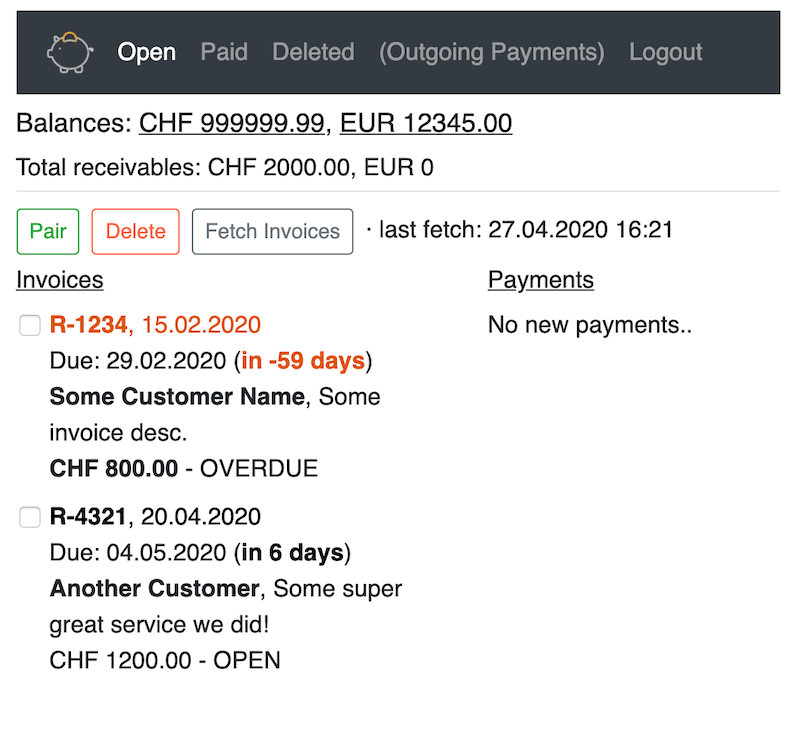 Open Paid Deleted (Outgoing Payments) Logout
Balances: CHF 999999.99, EUR 12345.00
Total receivables: CHF 2000.00, EUR 0
Pair Delete Fetch Invoices · last fetch: 27.04.2020 16:21
Invoices
R-1234, 15.02.2020
Due: 29.02.2020 (in -59 days)
Some Customer Name, Some
invoice desc.
CHF 800.00 - OVERDUE
R-4321, 20.04.2020
Due: 04.05.2020 (in 6 days)
Another Customer, Some super
great service we did!
CHF 1200.00 - OPEN
Payments
No new payments..